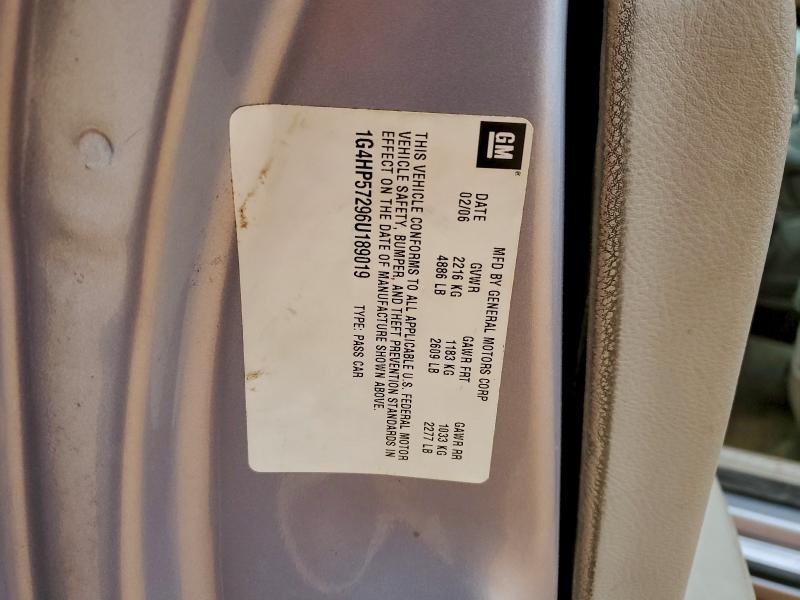 GM®
MFD BY GENERAL MOTORS CORP
DATE GVWR GAWR FRT GAWR RR
02/06 2216 KG 1183 KG 1033 KG
4886 LB 2609 LB 2277 LB
THIS VEHICLE CONFORMS TO ALL APPLICABLE U.S. FEDERAL MOTOR
VEHICLE SAFETY, BUMPER, AND THEFT PREVENTION STANDARDS IN
EFFECT ON THE DATE OF MANUFACTURE SHOWN ABOVE.
1G4HP57296U189019 TYPE: PASS CAR